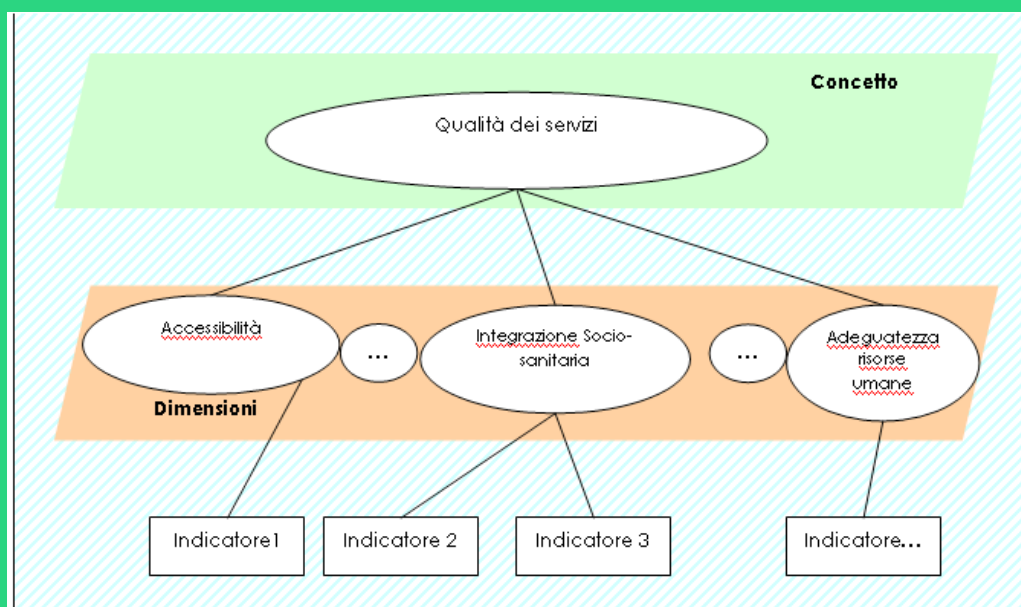 Concetto
Qualità dei servizi
Accessibilità
...
Integrazione Socio-
sanitaria
...
Adeguatezza
risorse
umane
Dimensioni
Indicatore1
Indicatore 2
Indicatore 3
Indicatore...